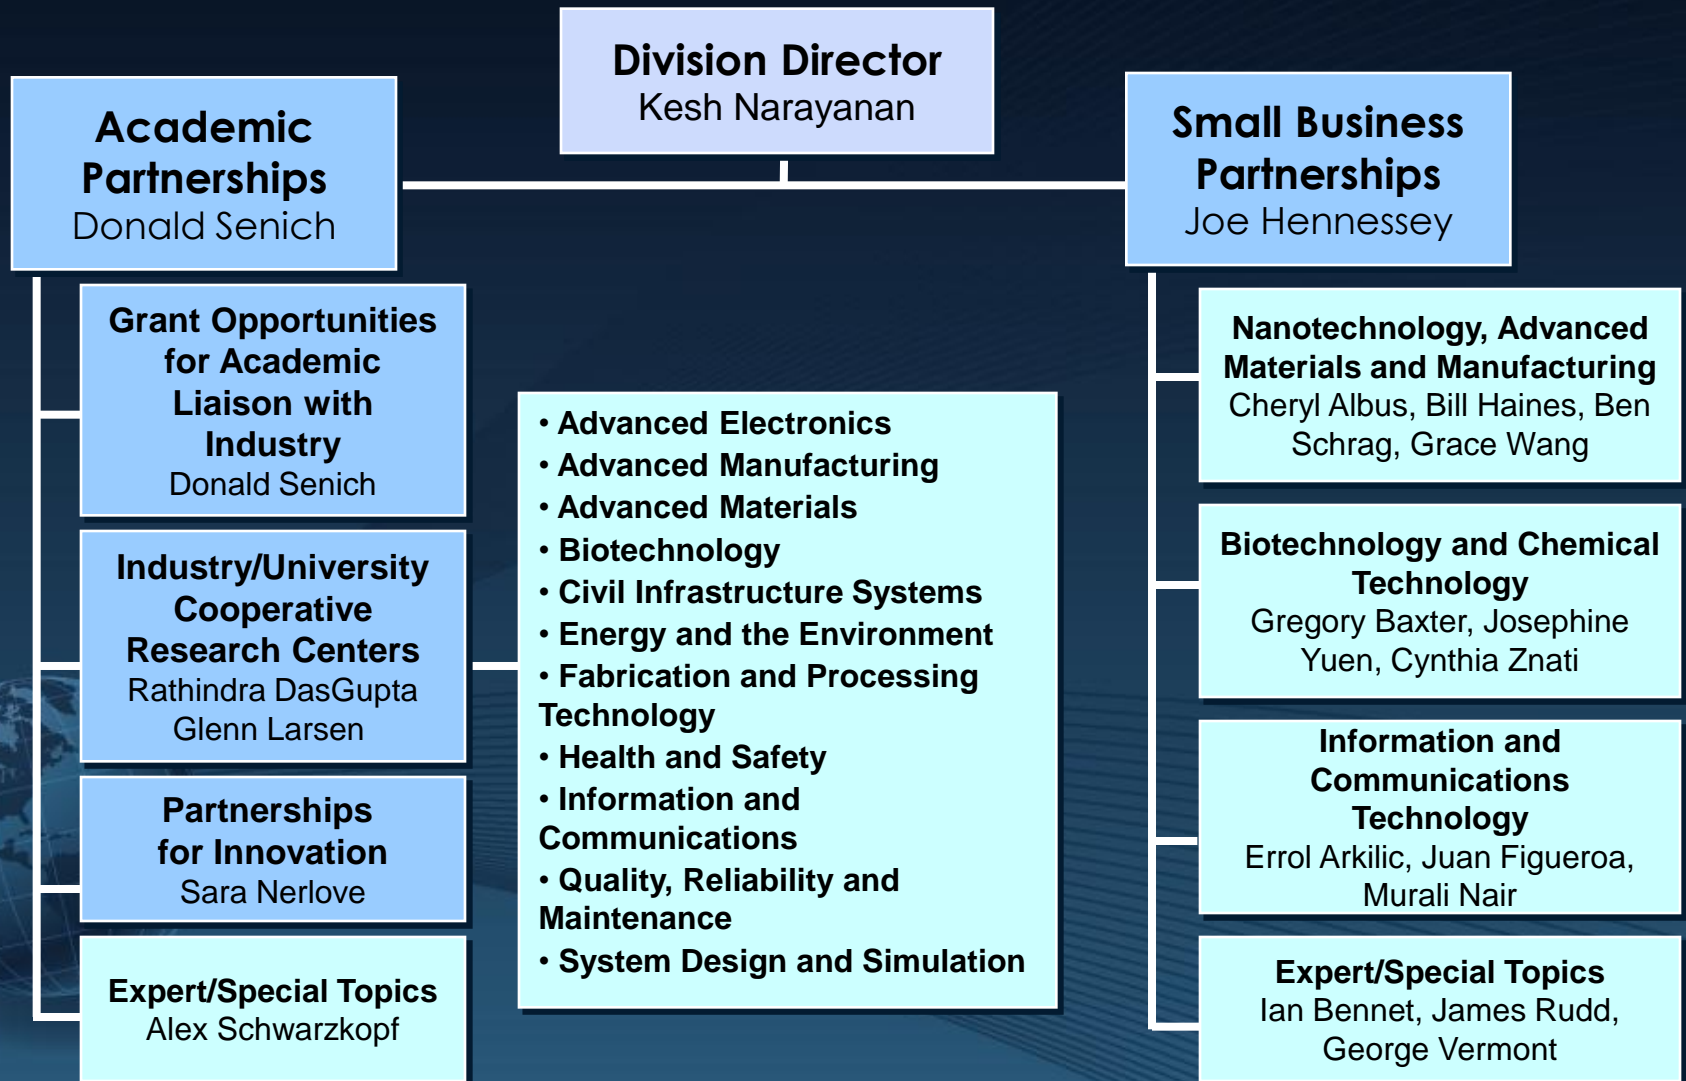 Division Director
Kesh Narayanan
Academic
Partnerships
Donald Senich
Grant Opportunities
for Academic
Liaison with
Industry
Donald Senich
Industry/University
Cooperative
Research Centers
Rathindra DasGupta
Glenn Larsen
Partnerships
for Innovation
Sara Nerlove
Expert/Special Topics
Alex Schwarzkopf
• Advanced Electronics
• Advanced Manufacturing
• Advanced Materials
• Biotechnology
• Civil Infrastructure Systems
• Energy and the Environment
• Fabrication and Processing
Technology
• Health and Safety
• Information and
Communications
• Quality, Reliability and
Maintenance
• System Design and Simulation
Small Business
Partnerships
Joe Hennessey
Nanotechnology, Advanced
Materials and Manufacturing
Cheryl Albus, Bill Haines, Ben
Schrag, Grace Wang
Biotechnology and Chemical
Technology
Gregory Baxter, Josephine
Yuen, Cynthia Znati
Information and
Communications
Technology
Errol Arkilic, Juan Figueroa,
Murali Nair
Expert/Special Topics
Ian Bennet, James Rudd,
George Vermont